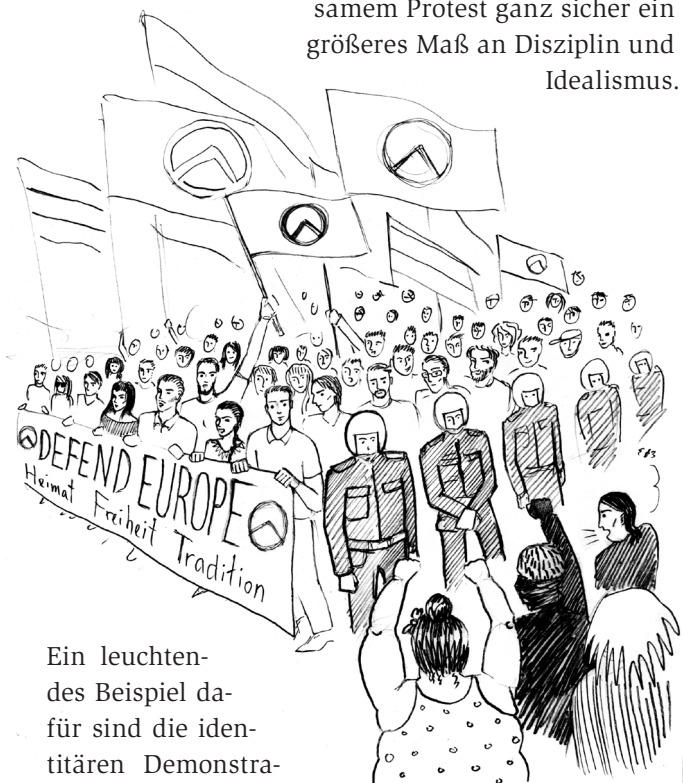 samem Protest ganz sicher ein
größeres Maß an Disziplin und
Idealismus.
DEFEND EUROPE
Heimat Freiheit Tradition
Ein leuchten-
des Beispiel da-
für sind die iden-
titären Demonstra-